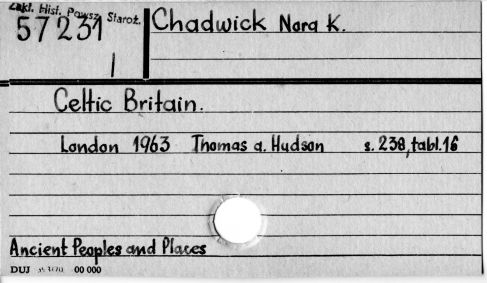 Zakł. Hist. Powsz. Staroż.
57231
1
Chadwick Nora K.
Celtic Britain.
London 1963 Thomas a. Hudson s. 238, tabl. 16
Ancient Peoples and Places
DUJ 00 000